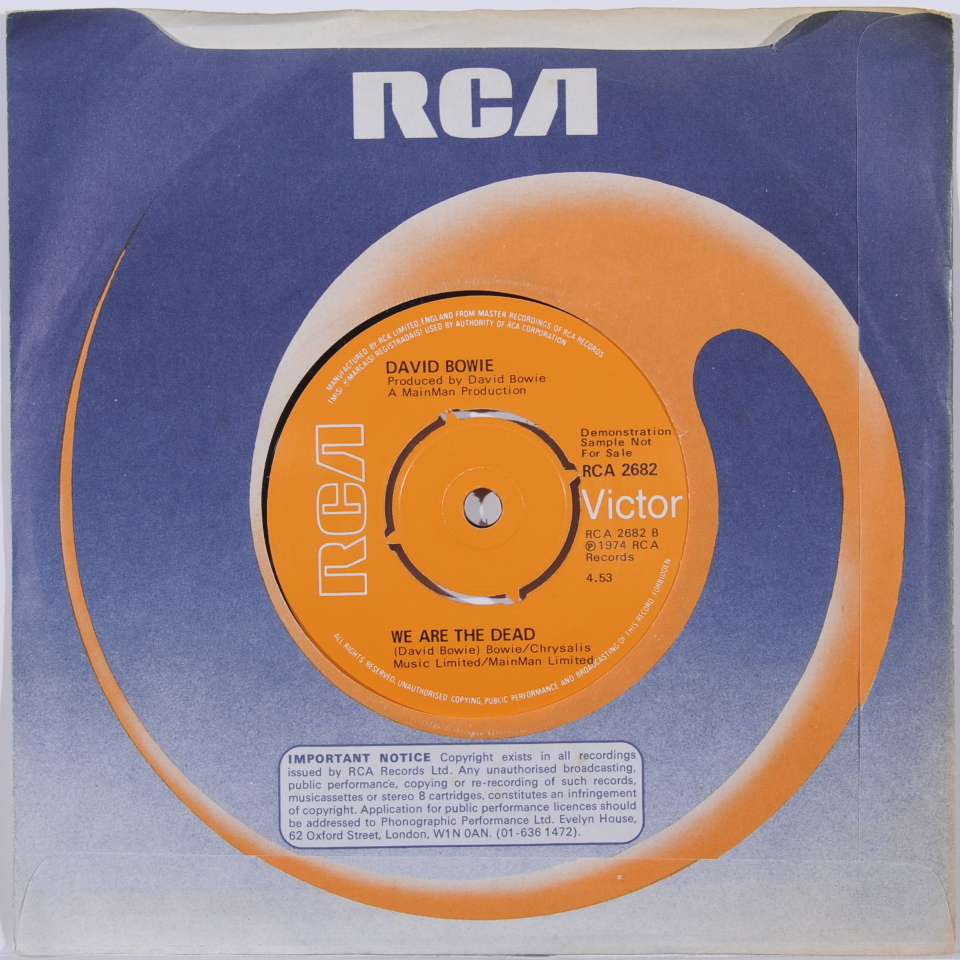 RCA
MANUFACTURED BY RCA LIMITED, ENGLAND FROM MASTER RECORDINGS OF RCA RECORDS
TM(S) ® MARCA(S) REGISTRADA(S) USED BY AUTHORITY OF RCA CORPORATION
DAVID BOWIE
Produced by David Bowie
A MainMan Production
Demonstration
Sample Not
For Sale
RCA 2682
RCA
Victor
RCA 2682 B
℗1974 RCA
Records
4.53
WE ARE THE DEAD
(David Bowie) Bowie/Chrysalis
Music Limited/MainMan Limited
ALL RIGHTS RESERVED, UNAUTHORISED COPYING, PUBLIC PERFORMANCE AND BROADCASTING OF THIS RECORD FORBIDDEN
IMPORTANT NOTICE Copyright exists in all recordings
issued by RCA Records Ltd. Any unauthorised broadcasting,
public performance, copying or re-recording of such records,
musicassettes or stereo 8 cartridges, constitutes an infringement
of copyright. Application for public performance licences should
be addressed to Phonographic Performance Ltd. Evelyn House,
62 Oxford Street, London, W1N 0AN. (01-636 1472).